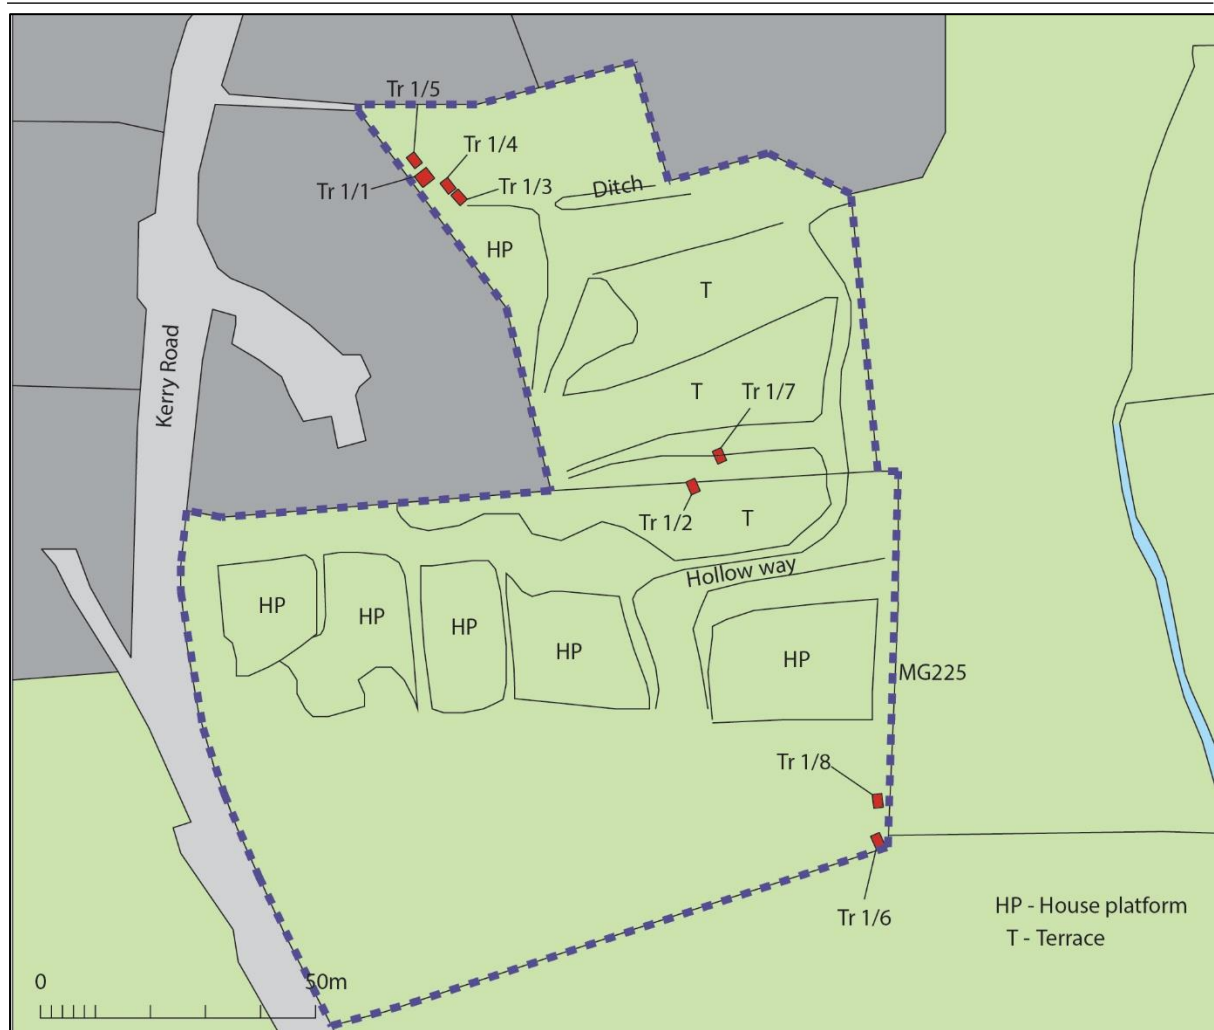 Tr 1/5
Tr 1/4
Tr 1/1
Tr 1/3
Ditch
HP
T
Kerry Road
T
Tr 1/7
Tr 1/2
T
Hollow way
HP
HP
HP
HP
HP
MG225
Tr 1/8
Tr 1/6
HP - House platform
T - Terrace
0
50m